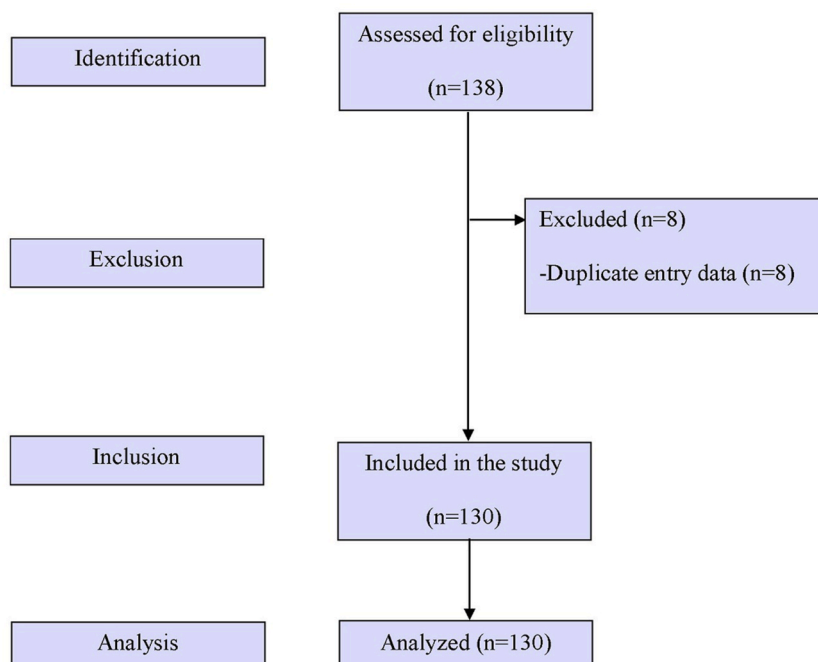 Identification
Assessed for eligibility
(n=138)
Exclusion
Excluded (n=8)
-Duplicate entry data (n=8)
Inclusion
Included in the study
(n=130)
Analysis
Analyzed (n=130)